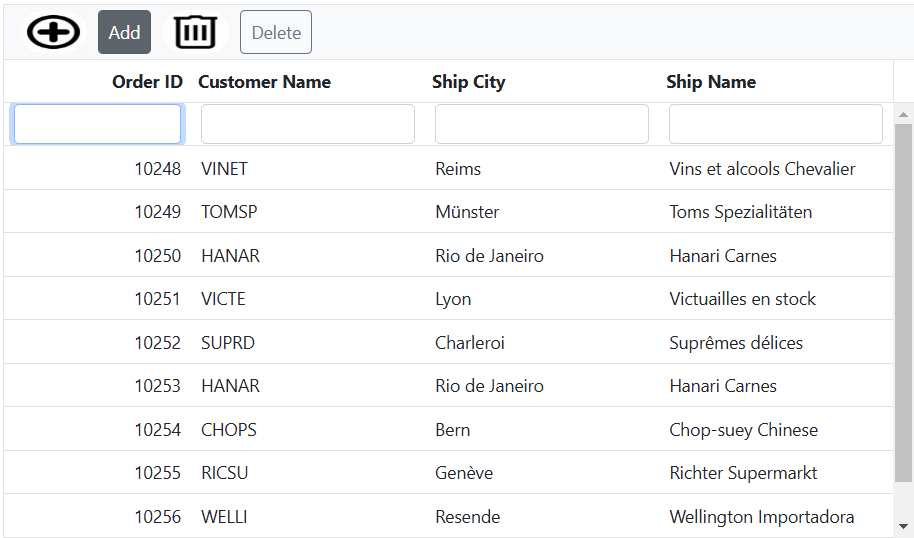 Add Delete
Order ID Customer Name Ship City Ship Name
10248 VINET Reims Vins et alcools Chevalier
10249 TOMSP Münster Toms Spezialitäten
10250 HANAR Rio de Janeiro Hanari Carnes
10251 VICTE Lyon Victuailles en stock
10252 SUPRD Charleroi Suprêmes délices
10253 HANAR Rio de Janeiro Hanari Carnes
10254 CHOPS Bern Chop-suey Chinese
10255 RICSU Genève Richter Supermarkt
10256 WELLI Resende Wellington Importadora